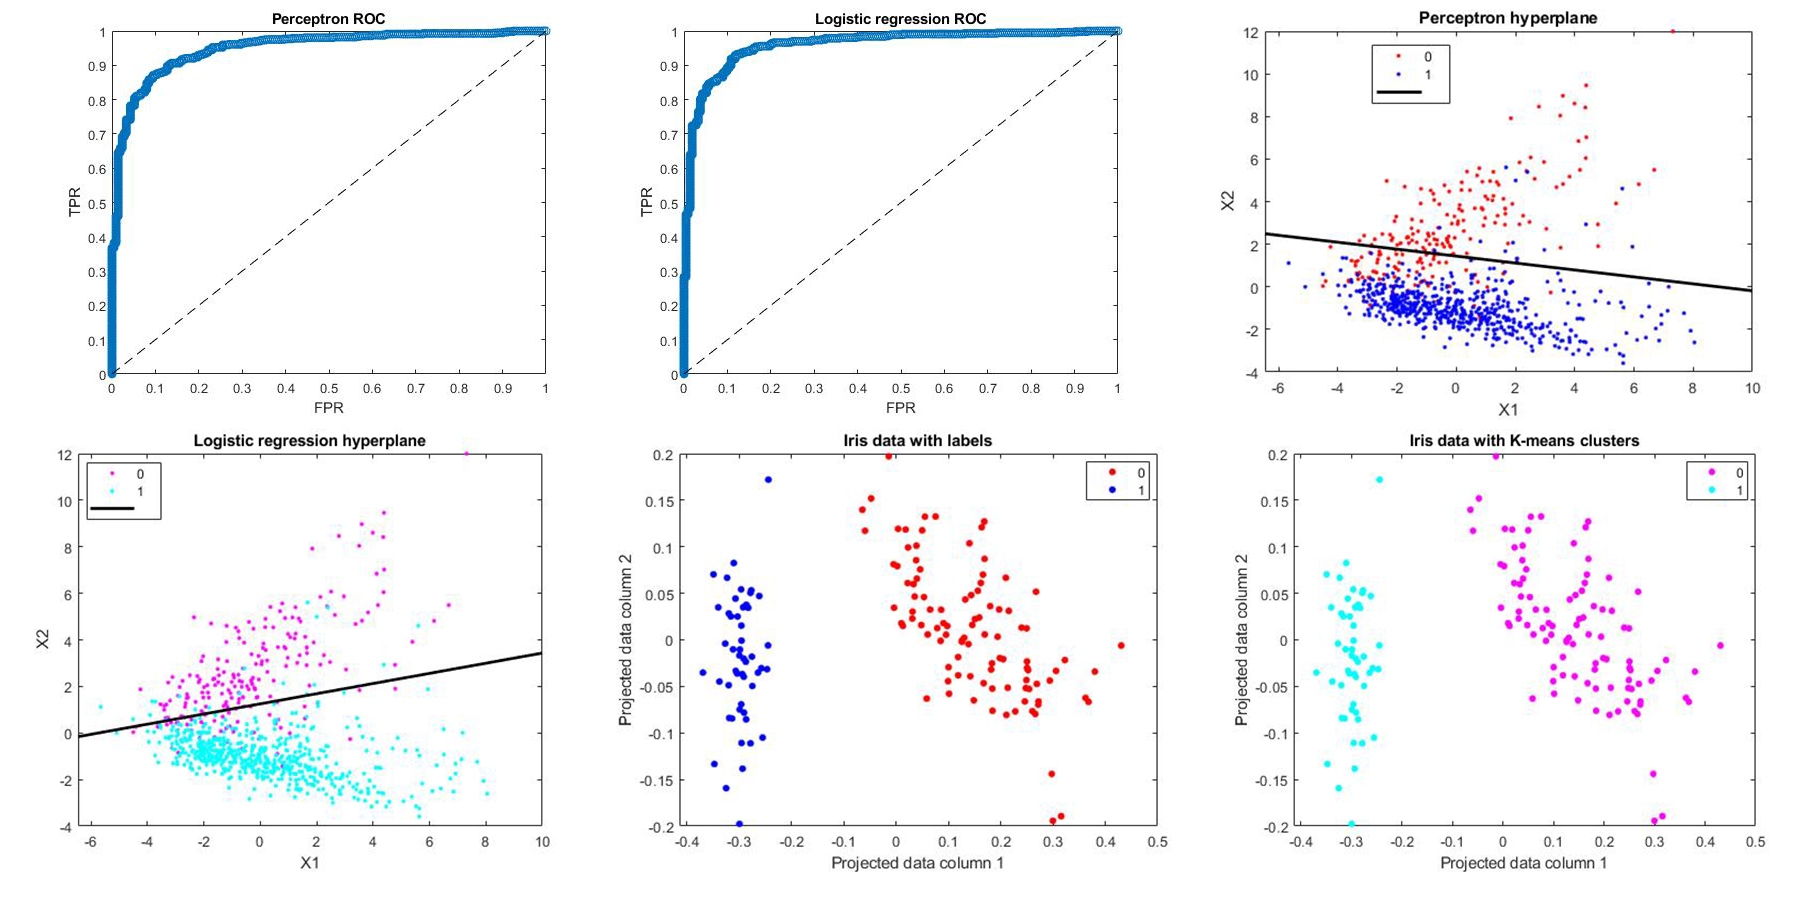 Perceptron ROC
1
0.9
0.8
0.7
0.6
0.5
0.4
0.3
0.2
0.1
0
TPR
0 0.1 0.2 0.3 0.4 0.5 0.6 0.7 0.8 0.9 1
FPR
Logistic regression ROC
1
0.9
0.8
0.7
0.6
0.5
0.4
0.3
0.2
0.1
0
TPR
0 0.1 0.2 0.3 0.4 0.5 0.6 0.7 0.8 0.9 1
FPR
Perceptron hyperplane
0
1
12
10
8
6
4
2
0
-2
-4
X2
-6 -4 -2 0 2 4 6 8 10
X1
Logistic regression hyperplane
0
1
12
10
8
6
4
2
0
-2
-4
X2
-6 -4 -2 0 2 4 6 8 10
X1
Iris data with labels
0
1
0.2
0.15
0.1
0.05
0
-0.05
-0.1
-0.15
-0.2
Projected data column 2
-0.4 -0.3 -0.2 -0.1 0 0.1 0.2 0.3 0.4 0.5
Projected data column 1
Iris data with K-means clusters
0
1
0.2
0.15
0.1
0.05
0
-0.05
-0.1
-0.15
-0.2
Projected data column 2
-0.4 -0.3 -0.2 -0.1 0 0.1 0.2 0.3 0.4 0.5
Projected data column 1